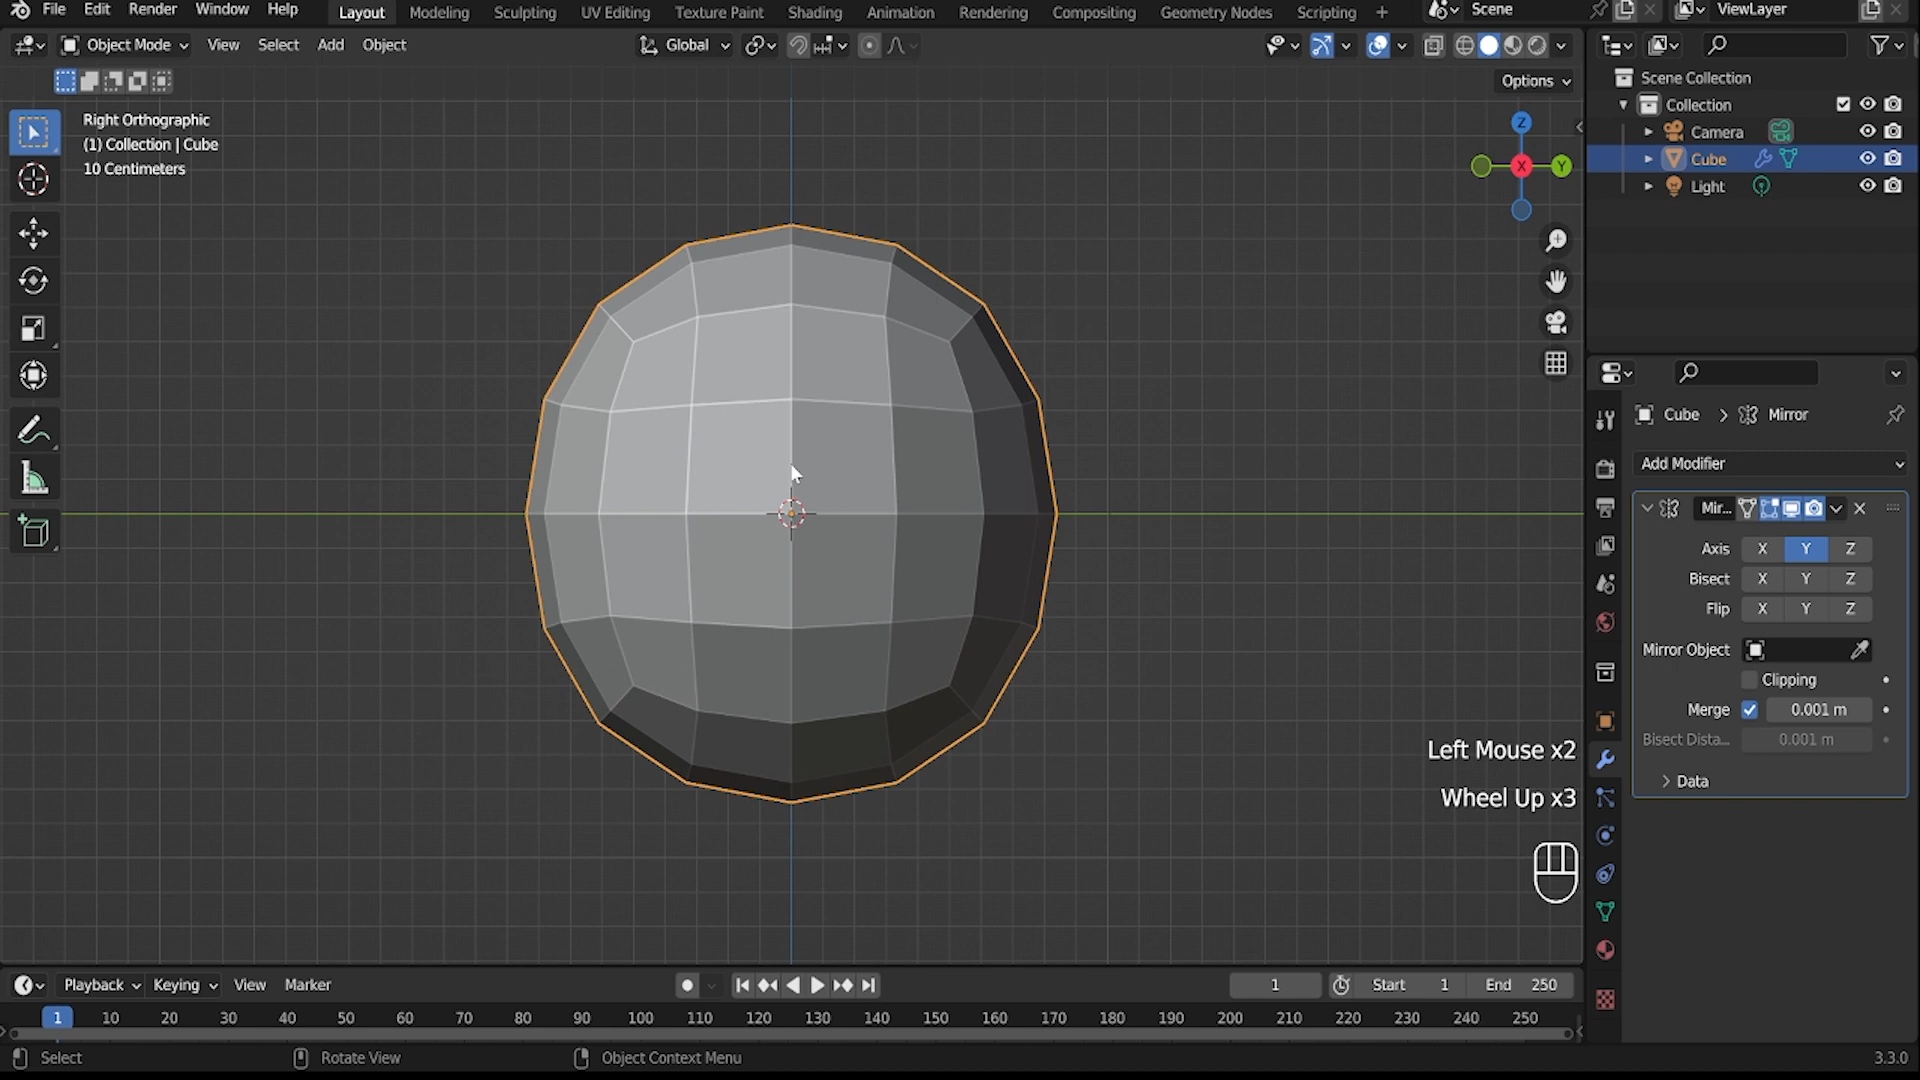 File Edit Render Window Help Layout Modeling Sculpting UV Editing Texture Paint Shading Animation Rendering Compositing Geometry Nodes Scripting + Scene ViewLayer
Object Mode View Select Add Object Global
Options
Right Orthographic
(1) Collection | Cube
10 Centimeters
Z
X
Y
Scene Collection
Collection
Camera
Cube
Light
Cube > Mirror
Add Modifier
Mir...
Axis X Y Z
Bisect X Y Z
Flip X Y Z
Mirror Object
Clipping
Merge 0.001 m
Bisect Dista... 0.001 m
Data
Left Mouse x2
Wheel Up x3
Playback Keying View Marker 1 Start 1 End 250
1 10 20 30 40 50 60 70 80 90 100 110 120 130 140 150 160 170 180 190 200 210 220 230 240 250
Select Rotate View Object Context Menu 3.3.0